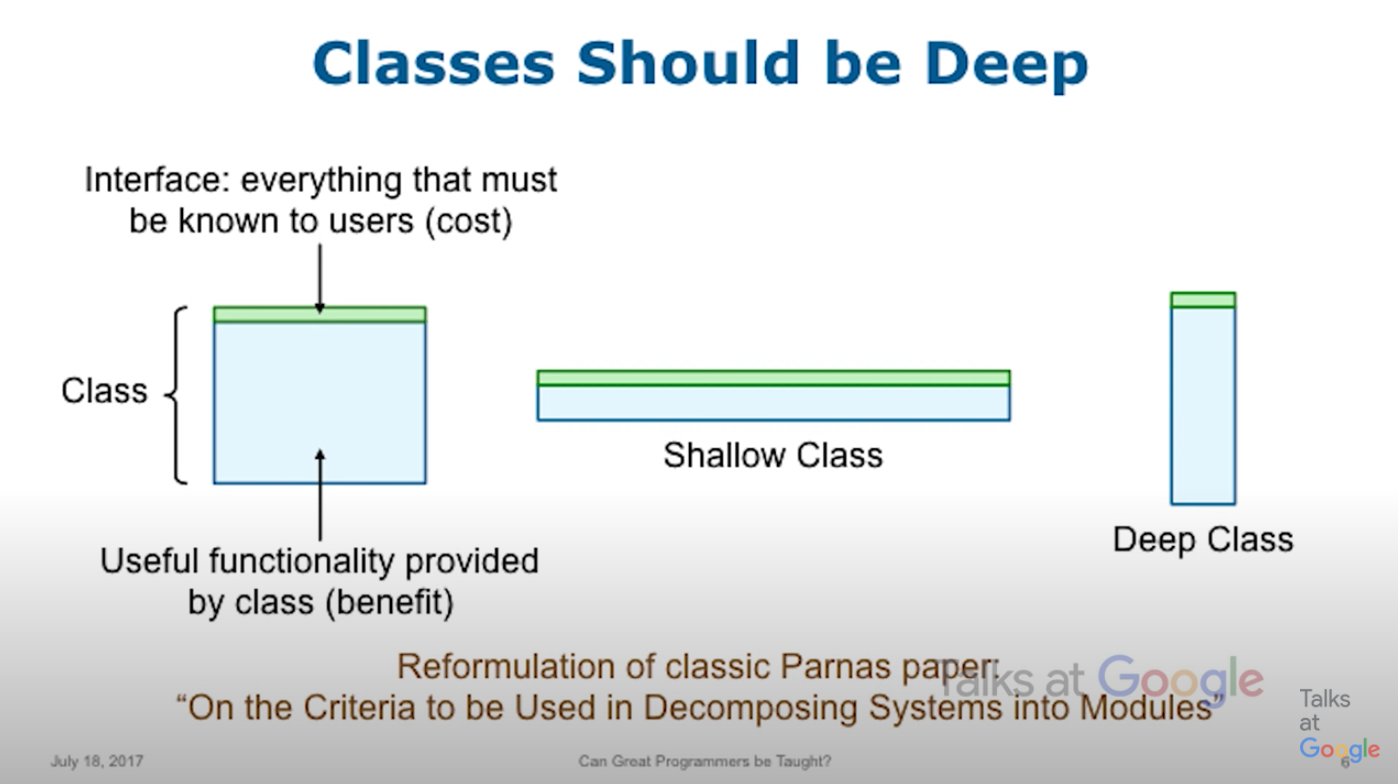 Classes Should be Deep
Interface: everything that must
be known to users (cost)
Class
Shallow Class
Deep Class
Useful functionality provided
by class (benefit)
Reformulation of classic Parnas paper:
“On the Criteria to be Used in Decomposing Systems into Modules”
Talks at Google
Talks
at
Google
July 18, 2017
Can Great Programmers be Taught?
6